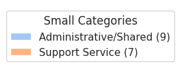 Small Categories
Administrative/Shared (9)
Support Service (7)